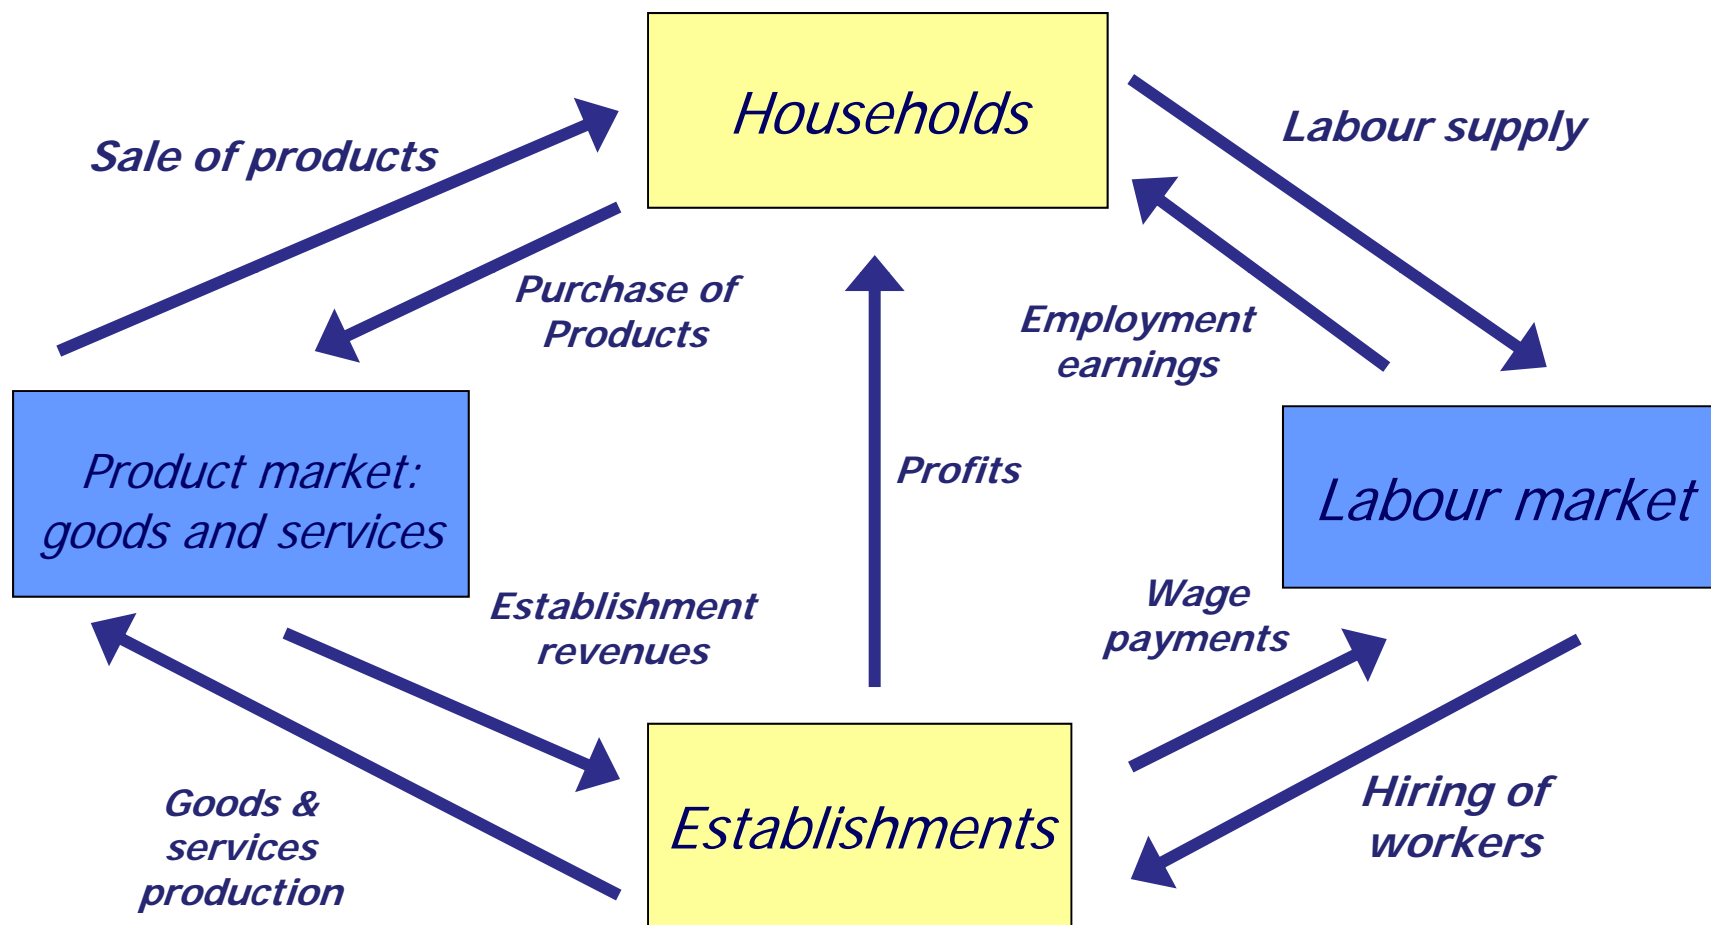 Households
Labour supply
Sale of products
Purchase of
Products
Employment
earnings
Product market:
goods and services
Profits
Labour market
Establishment
revenues
Wage
payments
Goods &
services
production
Establishments
Hiring of
workers